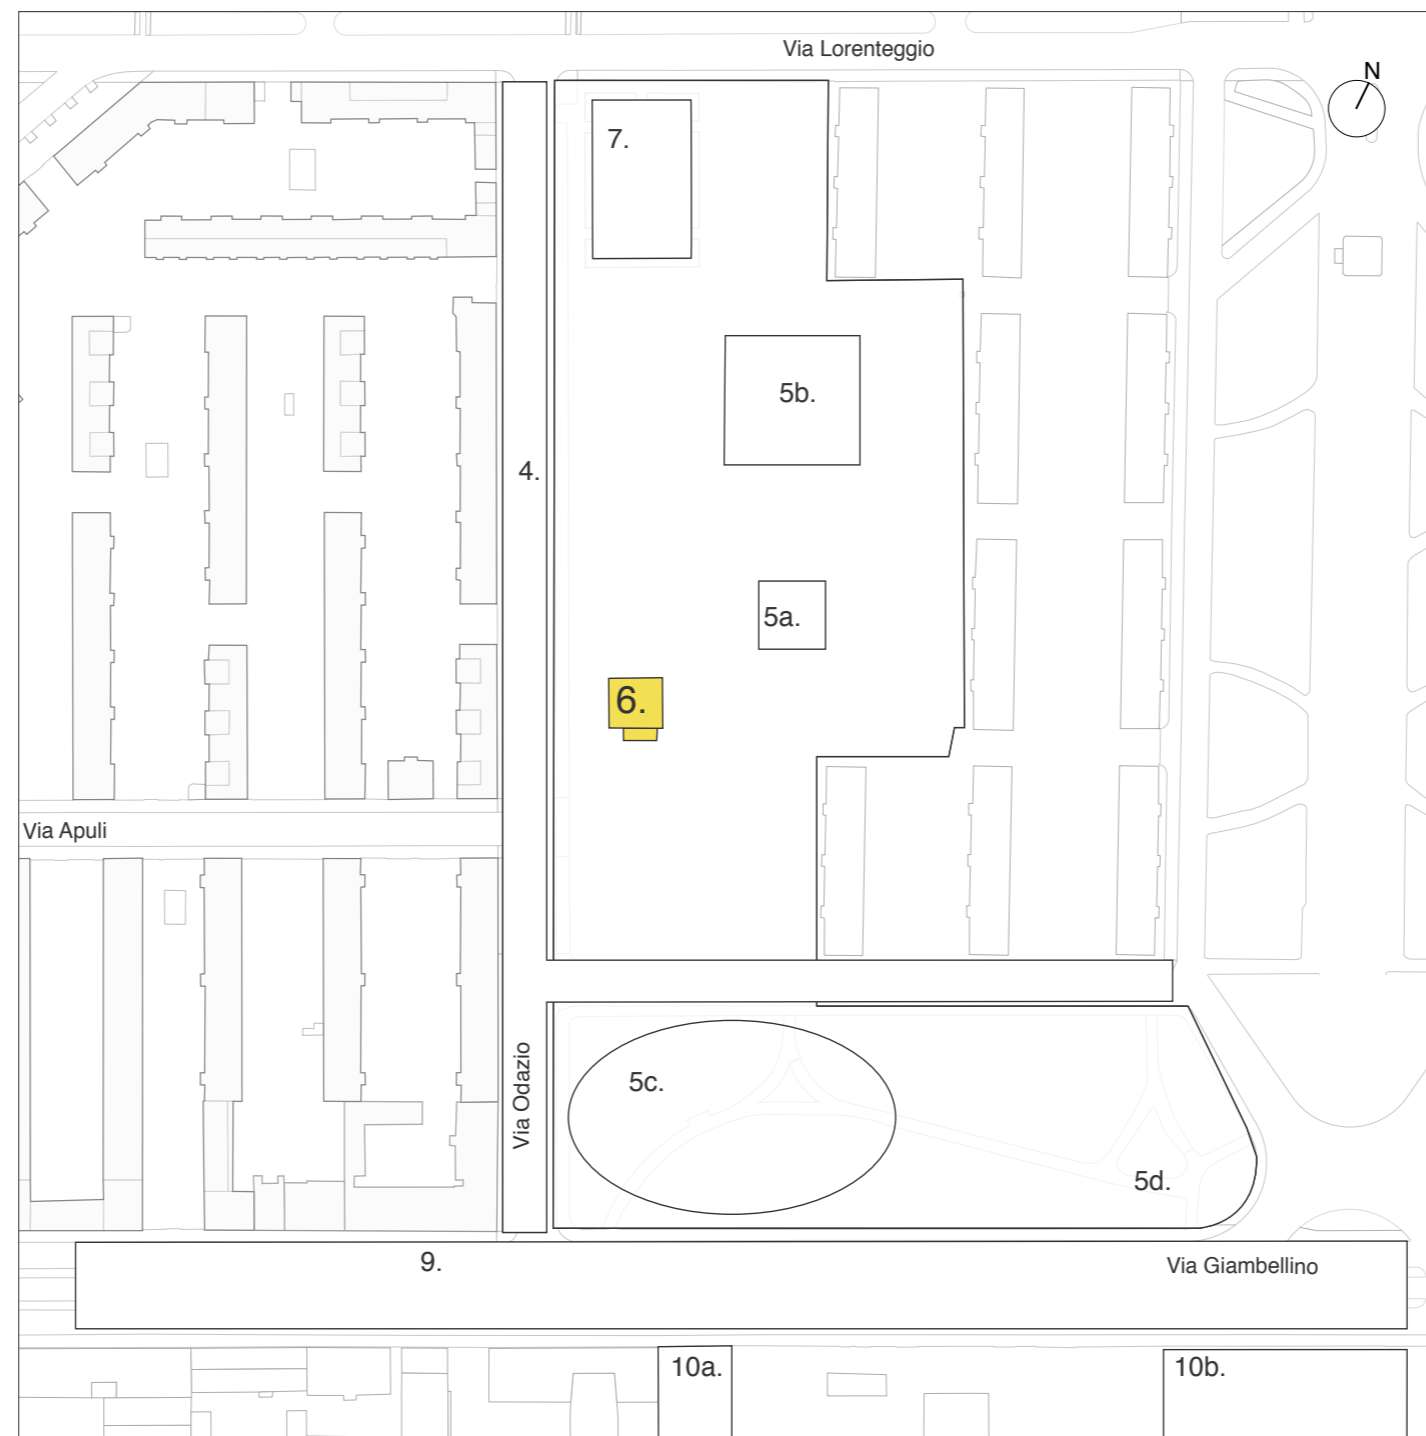 Via Lorenteggio
N
7.
5b.
4.
5a.
6.
Via Apuli
Via Odazio
5c.
5d.
9.
Via Giambellino
10a.
10b.